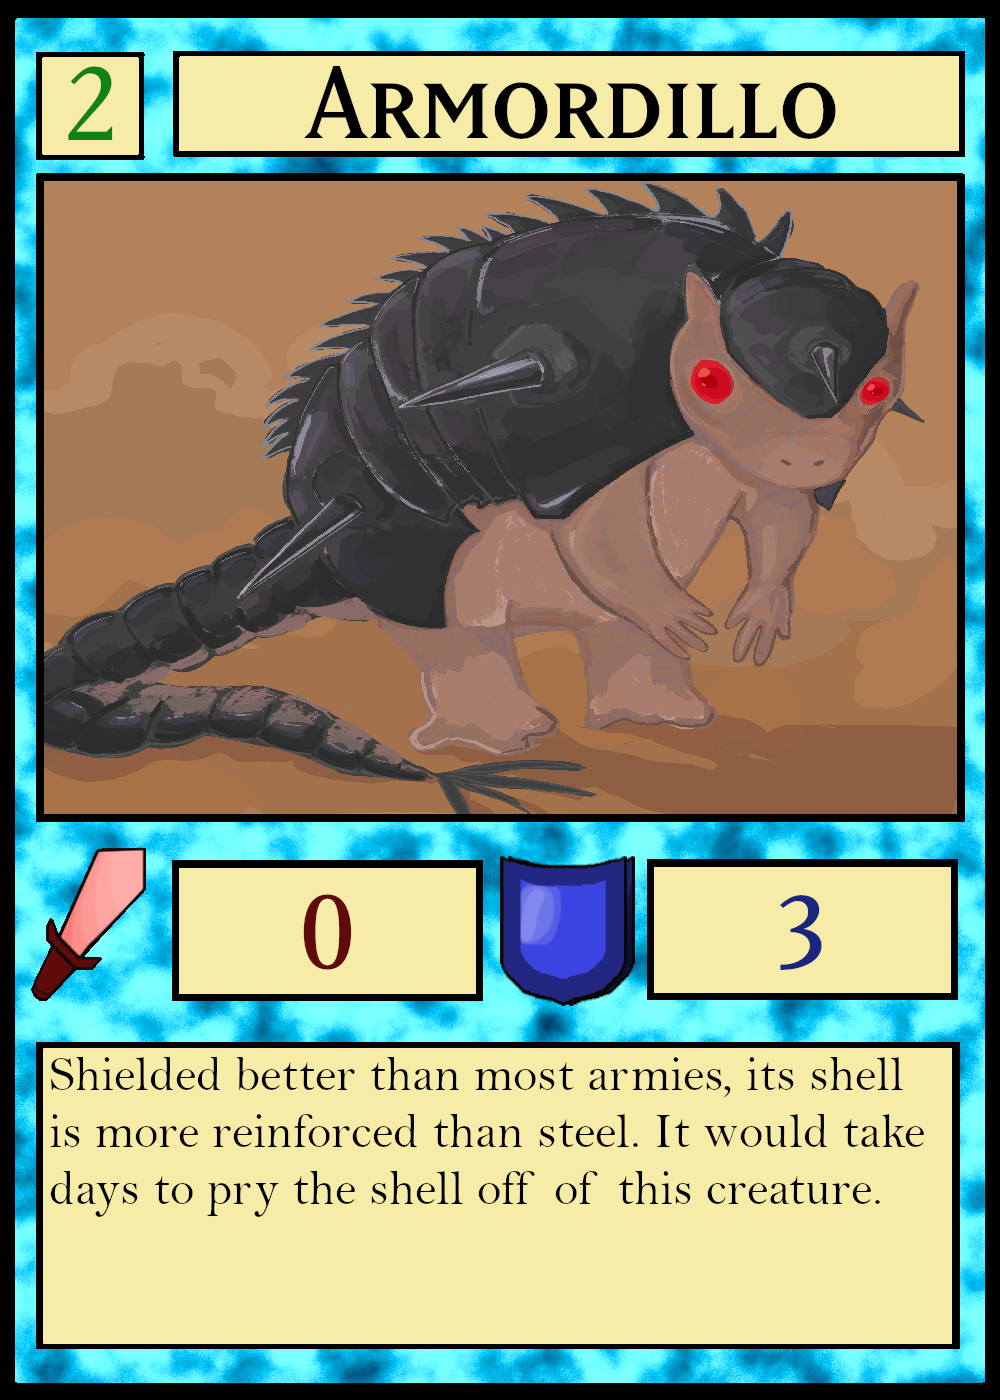 2
Armordillo
0
3
Shielded better than most armies, its shell
is more reinforced than steel. It would take
days to pry the shell off of this creature.